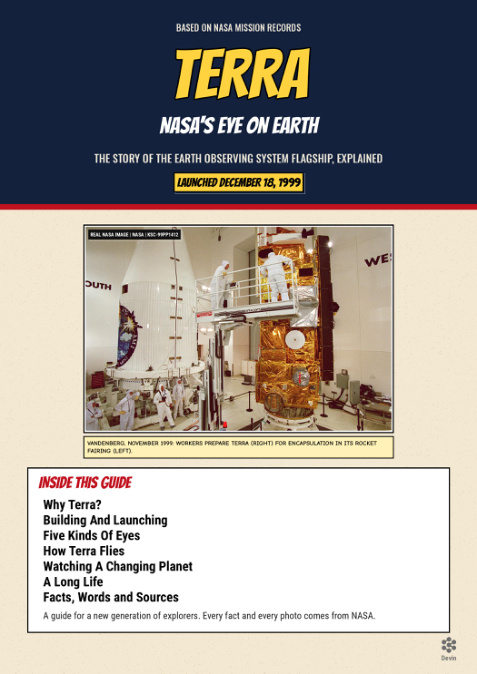 BASED ON NASA MISSION RECORDS
TERRA
NASA'S EYE ON EARTH
THE STORY OF THE EARTH OBSERVING SYSTEM FLAGSHIP, EXPLAINED
LAUNCHED DECEMBER 18, 1999
REAL NASA IMAGE | NASA | KSC-99PP1412
OUTH
WE
VANDENBERG, NOVEMBER 1999. WORKERS PREPARE TERRA (RIGHT) FOR ENCAPSULATION IN ITS ROCKET
FAIRING (LEFT).
INSIDE THIS GUIDE
Why Terra?
Building And Launching
Five Kinds Of Eyes
How Terra Flies
Watching A Changing Planet
A Long Life
Facts, Words and Sources
A guide for a new generation of explorers. Every fact and every photo comes from NASA.
Devin